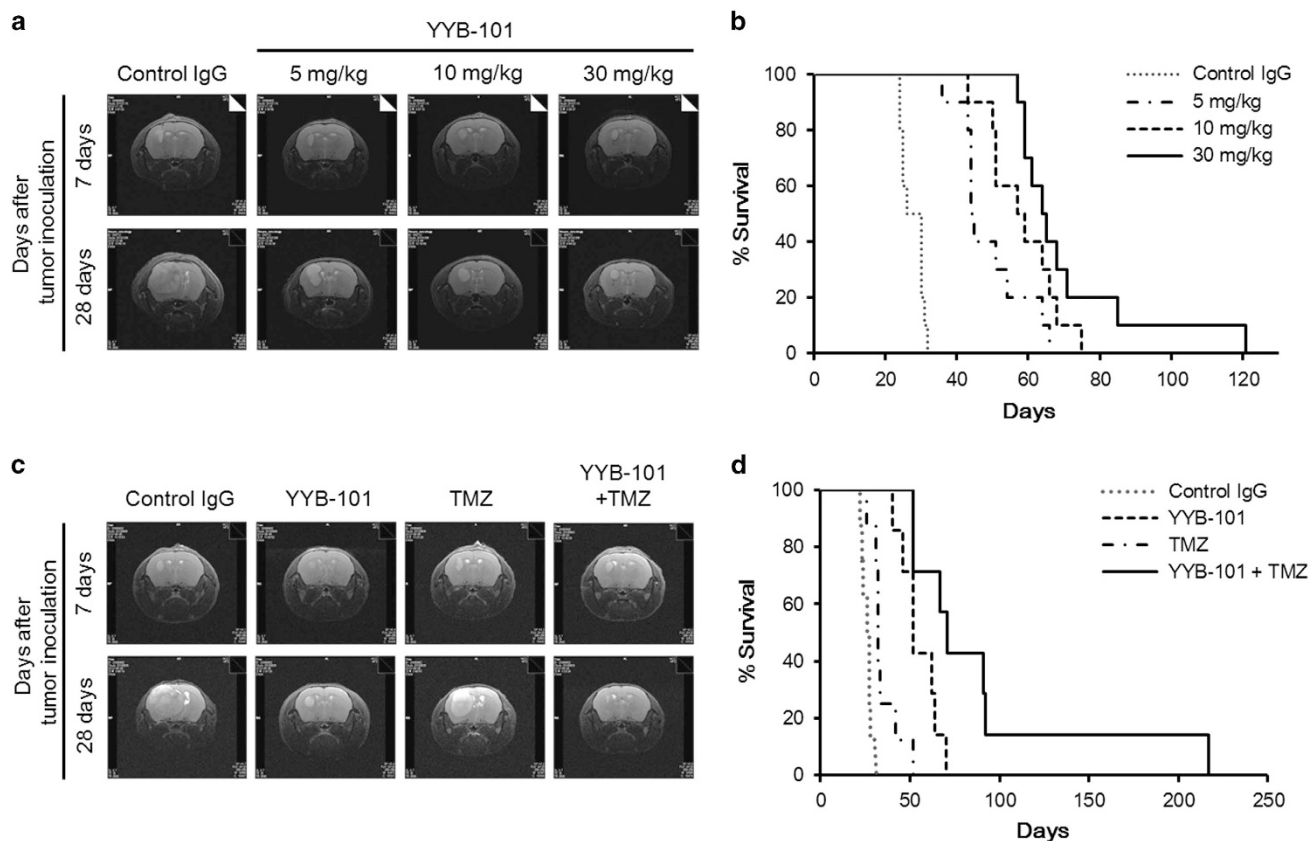 a
YYB-101
Control IgG 5 mg/kg 10 mg/kg 30 mg/kg
Days after
tumor inoculation
7 days
28 days
b
% Survival
100
80
60
40
20
0
0 20 40 60 80 100 120
Days
Control IgG
5 mg/kg
10 mg/kg
30 mg/kg
c
Control IgG YYB-101 TMZ YYB-101
+TMZ
Days after
tumor inoculation
7 days
28 days
d
% Survival
100
80
60
40
20
0
0 50 100 150 200 250
Days
Control IgG
YYB-101
TMZ
YYB-101 + TMZ